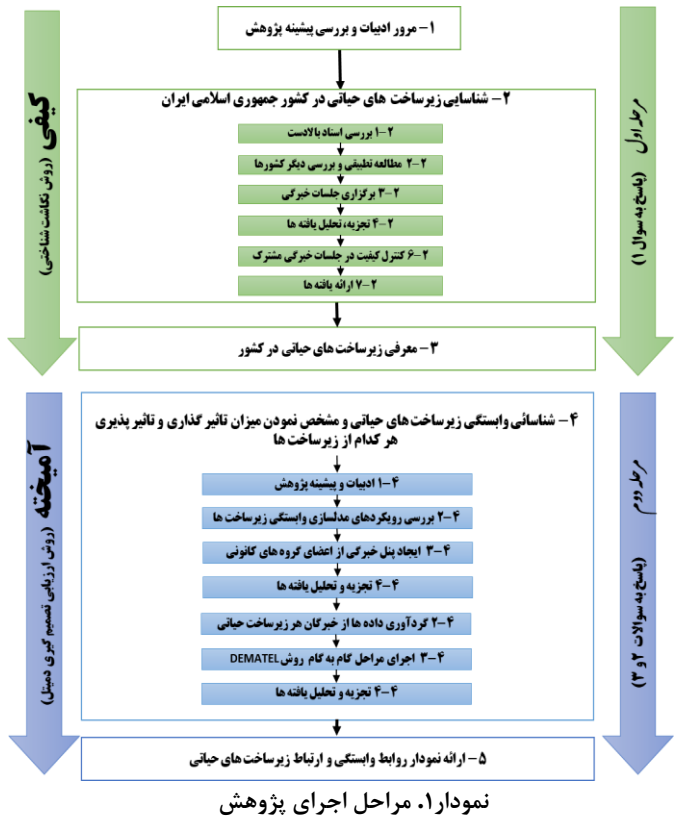 ۱- مرور ادبیات و بررسی پیشینه پژوهش
۲- شناسایی زیرساخت های حیاتی در کشور جمهوری اسلامی ایران
۲-۱ بررسی اسناد بالادست
۲-۲ مطالعه تطبیقی و بررسی دیگر کشورها
۲-۳ برگزاری جلسات خبرگی
۲-۴ تجزیه، تحلیل یافته ها
۲-۶ کنترل کیفیت در جلسات خبرگی مشترک
۲-۷ ارائه یافته ها
۳- معرفی زیرساخت های حیاتی در کشور
مرحله اول (پاسخ به سوال ۱)
کیفی (روش نگاشت شناختی)
۴- شناسائی وابستگی زیرساخت های حیاتی و مشخص نمودن میزان تاثیر گذاری و تاثیر پذیری
هر کدام از زیرساخت ها
۴-۱ ادبیات و پیشینه پژوهش
۴-۲ بررسی رویکردهای مدلسازی وابستگی زیرساخت ها
۴-۳ ایجاد پنل خبرگی از اعضای گروه های کانونی
۴-۴ تجزیه و تحلیل یافته ها
۴-۲ گردآوری داده ها از خبرگان هر زیرساخت حیاتی
۴-۳ اجرای مراحل گام به گام روش DEMATEL
۴-۴ تجزیه و تحلیل یافته ها
۵- ارائه نمودار روابط وابستگی و ارتباط زیرساخت های حیاتی
مرحله دوم (پاسخ به سوالات ۲ و ۳)
آمیخته (روش ارزیابی تصمیم گیری دمیتل)
نمودار۱. مراحل اجرای پژوهش